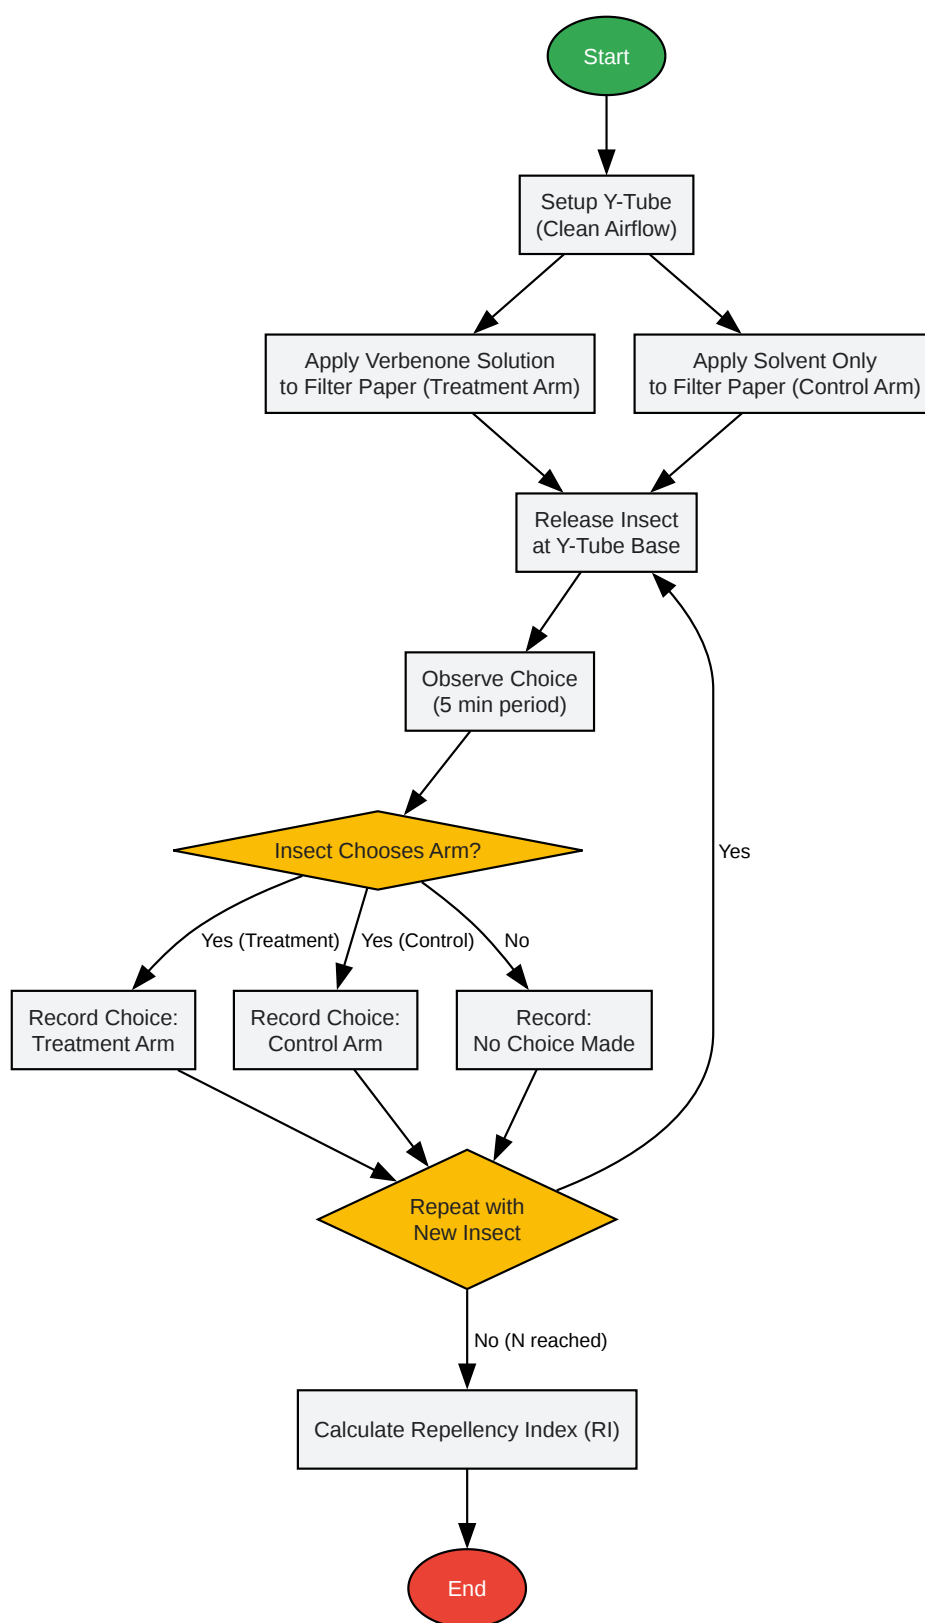 Start
Setup Y-Tube
(Clean Airflow)
Apply Verbenone Solution
to Filter Paper (Treatment Arm)
Apply Solvent Only
to Filter Paper (Control Arm)
Release Insect
at Y-Tube Base
Observe Choice
(5 min period)
Insect Chooses Arm?
Yes
Yes (Treatment)
Yes (Control)
No
Record Choice:
Treatment Arm
Record Choice:
Control Arm
Record:
No Choice Made
Repeat with
New Insect
No (N reached)
Calculate Repellency Index (RI)
End